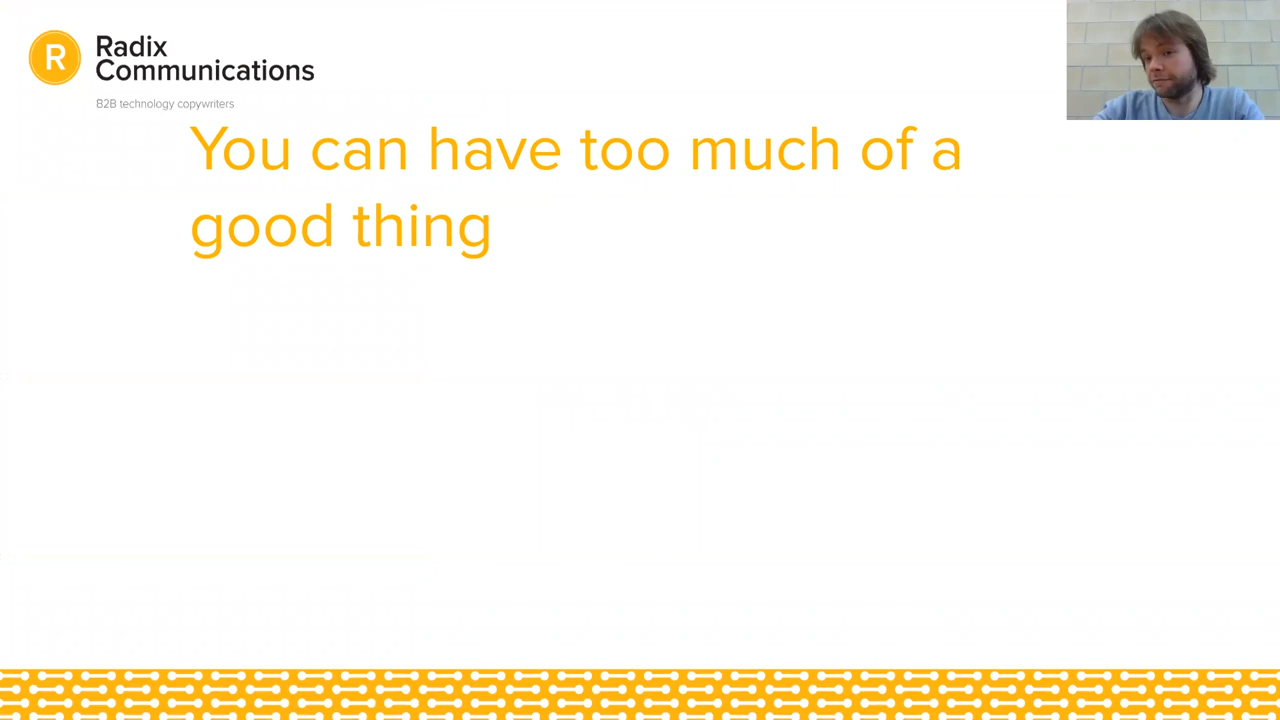 R
Radix
Communications
B2B technology copywriters
You can have too much of a
good thing